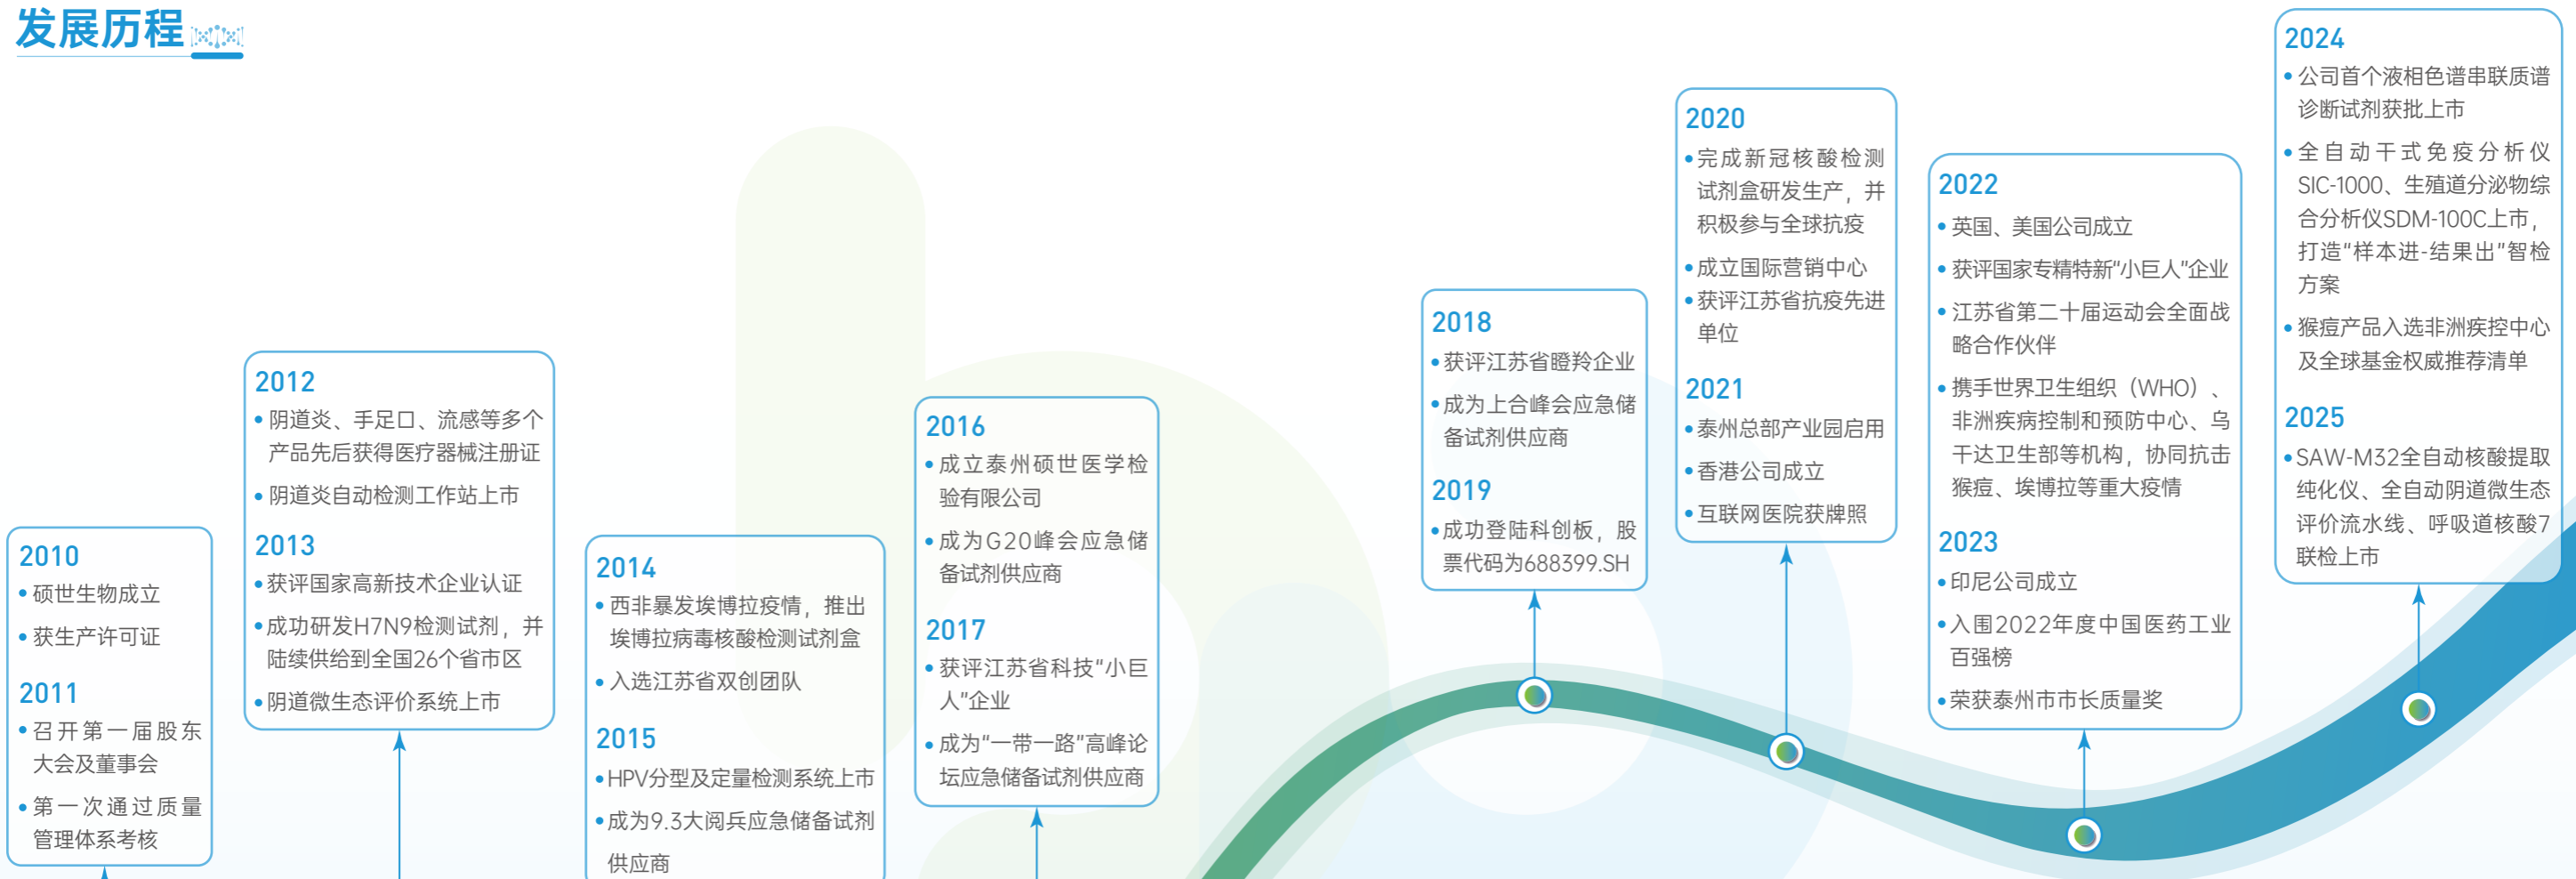 发展历程
2010
•硕世生物成立
•获生产许可证
2011
•召开第一届股东
大会及董事会
•第一次通过质量
管理体系考核
2012
•阴道炎、手足口、流感等多个
产品先后获得医疗器械注册证
•阴道炎自动检测工作站上市
2013
•获评国家高新技术企业认证
•成功研发H7N9检测试剂，并
陆续供给到全国26个省市区
•阴道微生态评价系统上市
2014
•西非暴发埃博拉疫情，推出
埃博拉病毒核酸检测试剂盒
•入选江苏省双创团队
2015
•HPV分型及定量检测系统上市
•成为9.3大阅兵应急储备试剂
供应商
2016
•成立泰州硕世医学检
验有限公司
•成为G20峰会应急储
备试剂供应商
2017
•获评江苏省科技“小巨
人”企业
•成为“一带一路”高峰论
坛应急储备试剂供应商
2018
•获评江苏省瞪羚企业
•成为上合峰会应急储
备试剂供应商
2019
•成功登陆科创板，股
票代码为688399.SH
2020
•完成新冠核酸检测
试剂盒研发生产，并
积极参与全球抗疫
•成立国际营销中心
•获评江苏省抗疫先进
单位
2021
•泰州总部产业园启用
•香港公司成立
•互联网医院获牌照
2022
•英国、美国公司成立
•获评国家专精特新“小巨人”企业
•江苏省第二十届运动会全面战
略合作伙伴
•携手世界卫生组织（WHO）、
非洲疾病控制和预防中心、乌
干达卫生部等机构，协同抗击
猴痘、埃博拉等重大疫情
2023
•印尼公司成立
•入围2022年度中国医药工业
百强榜
•荣获泰州市市长质量奖
2024
•公司首个液相色谱串联质谱
诊断试剂获批上市
•全自动干式免疫分析仪
SIC-1000、生殖道分泌物综
合分析仪SDM-100C上市，
打造“样本进-结果出”智检
方案
•猴痘产品入选非洲疾控中心
及全球基金权威推荐清单
2025
•SAW-M32全自动核酸提取
纯化仪、全自动阴道微生态
评价流水线、呼吸道核酸7
联检上市